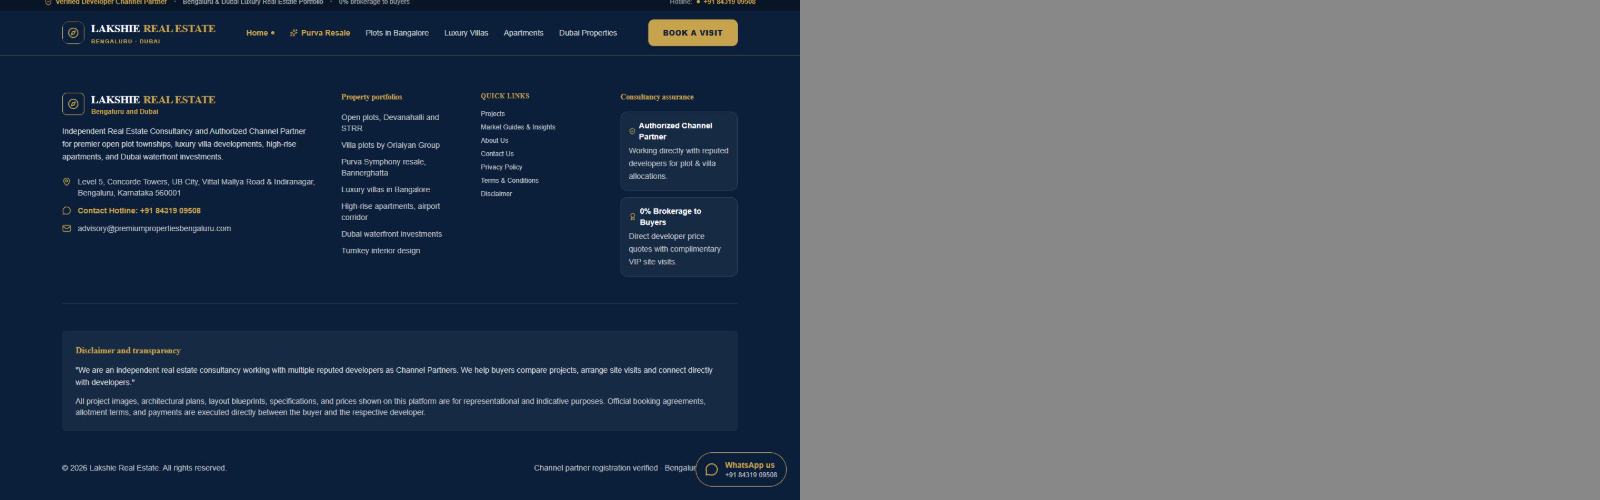 Verified Developer Channel Partner · Bengaluru & Dubai Luxury Real Estate Portfolio · 0% brokerage to buyers
Hotline: +91 84319 09508
LAKSHIE REAL ESTATE
BENGALURU · DUBAI
Home
Purva Resale
Plots in Bangalore
Luxury Villas
Apartments
Dubai Properties
BOOK A VISIT
LAKSHIE REAL ESTATE
Bengaluru and Dubai
Independent Real Estate Consultancy and Authorized Channel Partner
for premier open plot townships, luxury villa developments, high-rise
apartments, and Dubai waterfront investments.
Level 5, Concorde Towers, UB City, Vittal Mallya Road & Indiranagar,
Bengaluru, Karnataka 560001
Contact Hotline: +91 84319 09508
advisory@premiumpropertiesbengaluru.com
Property portfolios
Open plots, Devanahalli and
STRR
Villa plots by Orlaiyan Group
Purva Symphony resale,
Bannerghatta
Luxury villas in Bangalore
High-rise apartments, airport
corridor
Dubai waterfront investments
Turnkey interior design
QUICK LINKS
Projects
Market Guides & Insights
About Us
Contact Us
Privacy Policy
Terms & Conditions
Disclaimer
Consultancy assurance
Authorized Channel
Partner
Working directly with reputed
developers for plot & villa
allocations.
0% Brokerage to
Buyers
Direct developer price
quotes with complimentary
VIP site visits.
Disclaimer and transparency
"We are an independent real estate consultancy working with multiple reputed developers as Channel Partners. We help buyers compare projects, arrange site visits and connect directly
with developers."
All project images, architectural plans, layout blueprints, specifications, and prices shown on this platform are for representational and indicative purposes. Official booking agreements,
allotment terms, and payments are executed directly between the buyer and the respective developer.
© 2026 Lakshie Real Estate. All rights reserved.
Channel partner registration verified · Bengalur
WhatsApp us
+91 84319 09508